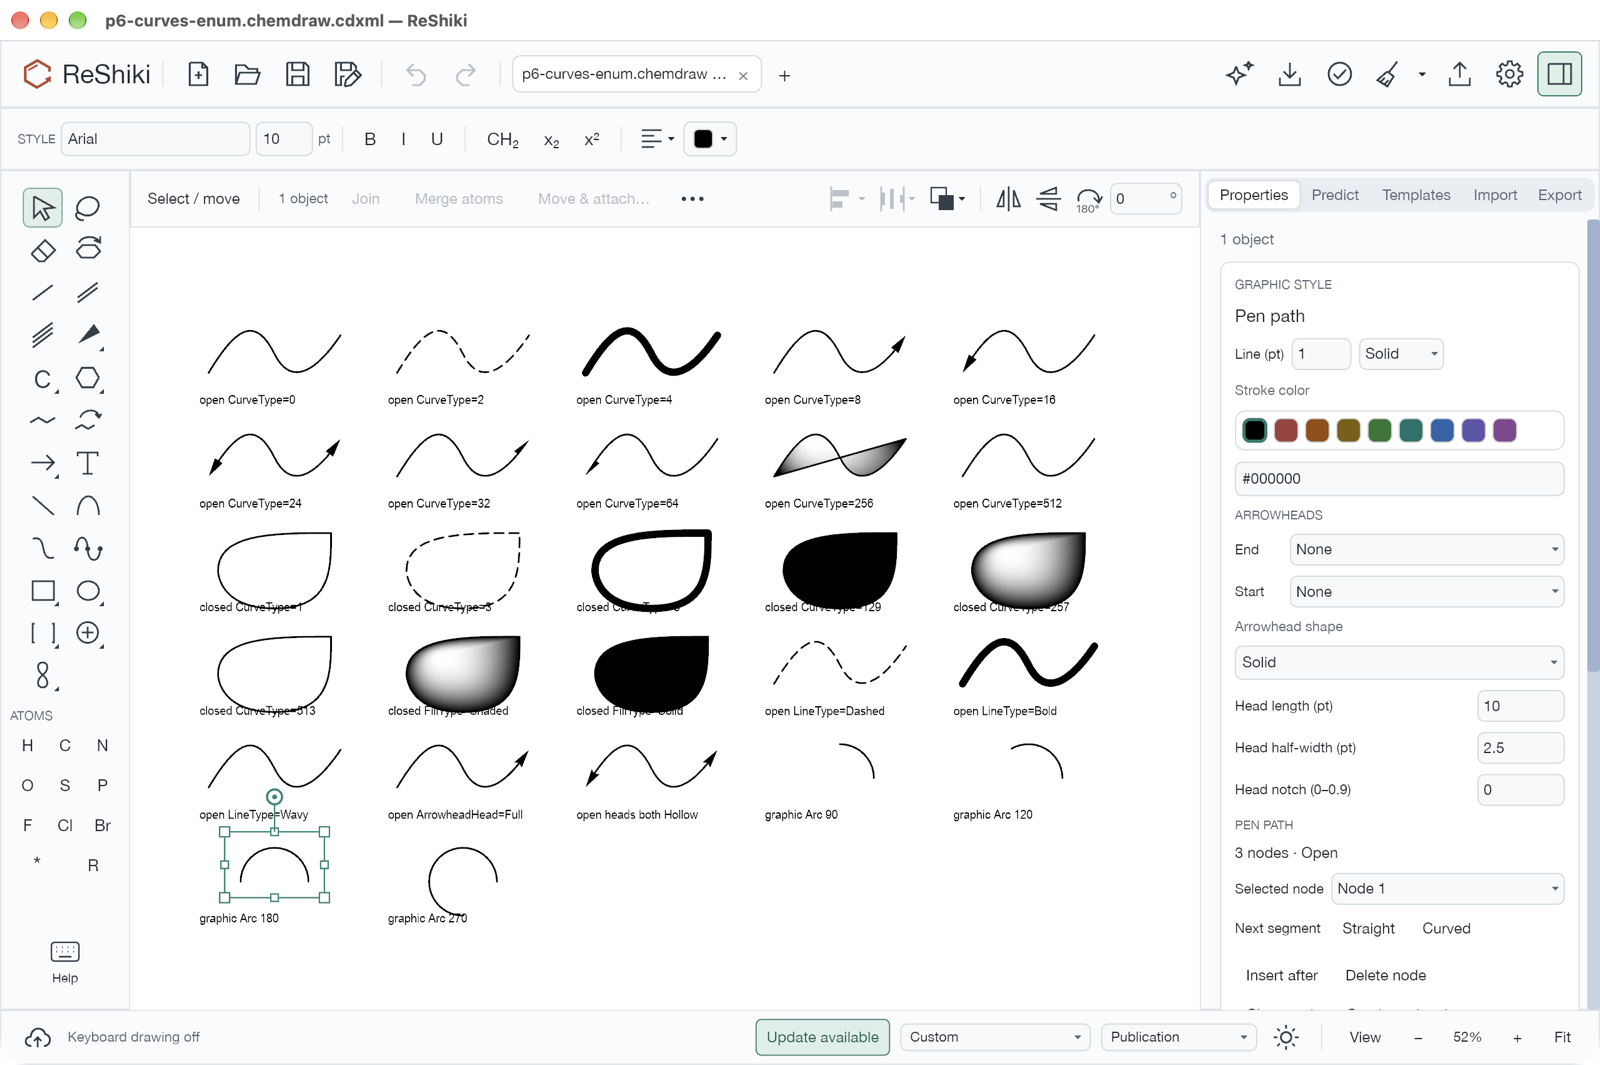 p6-curves-enum.chemdraw.cdxml — ReShiki
ReShiki
p6-curves-enum.chemdraw ... × +
STYLE Arial 10 pt B I U CH₂ x₂ x²
Select / move 1 object Join Merge atoms Move & attach... ••• 180° 0 °
Properties Predict Templates Import Export
1 object
GRAPHIC STYLE
Pen path
Line (pt) 1 Solid
Stroke color
#000000
ARROWHEADS
End None
Start None
Arrowhead shape
Solid
Head length (pt) 10
Head half-width (pt) 2.5
Head notch (0–0.9) 0
PEN PATH
3 nodes · Open
Selected node Node 1
Next segment Straight Curved
Insert after Delete node
C
T
ATOMS
H C N
O S P
F Cl Br
* R
Help
open CurveType=0 open CurveType=2 open CurveType=4 open CurveType=8 open CurveType=16
open CurveType=24 open CurveType=32 open CurveType=64 open CurveType=256 open CurveType=512
closed CurveType=1 closed CurveType=3 closed closed CurveType=129 closed CurveType=257
closed CurveType=513 closed FillType=Shaded closed FillType=Solid open LineType=Dashed open LineType=Bold
open LineType=Wavy open ArrowheadHead=Full open heads both Hollow graphic Arc 90 graphic Arc 120
graphic Arc 180 graphic Arc 270
Keyboard drawing off Update available Custom Publication View − 52% + Fit